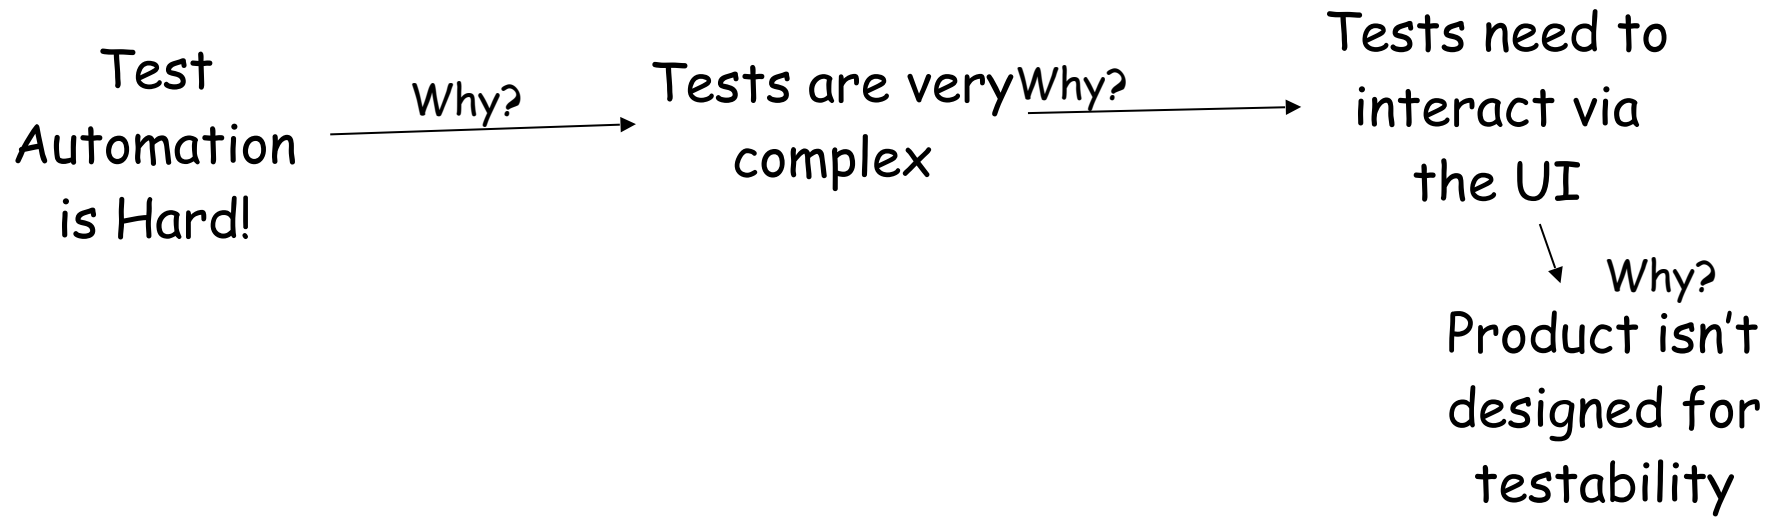 Test
Automation
is Hard!
Why?
Tests are very
complex
Why?
Tests need to
interact via
the UI
Why?
Product isn't
designed for
testability